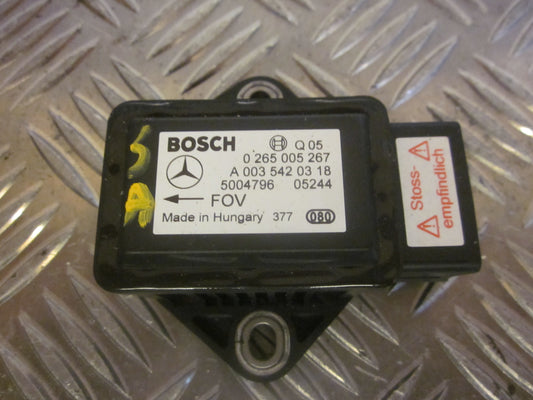 BOSCH Q 05
0 265 005 267
A 003 542 03 18
5004796 05244
← FOV
Made in Hungary 377 080
Stoss-
empfindlich